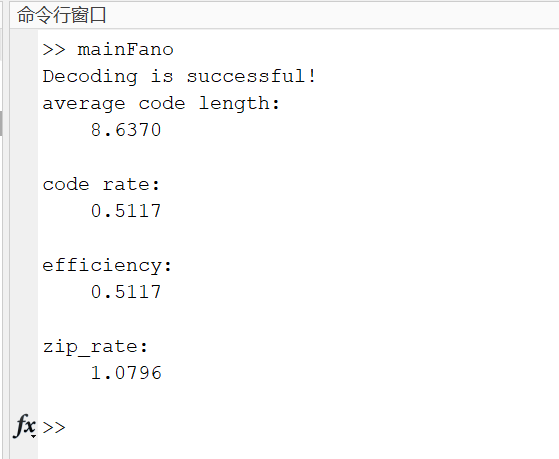 命令行窗口
>> mainFano
Decoding is successful!
average code length:
8.6370
code rate:
0.5117
efficiency:
0.5117
zip_rate:
1.0796
fx >>